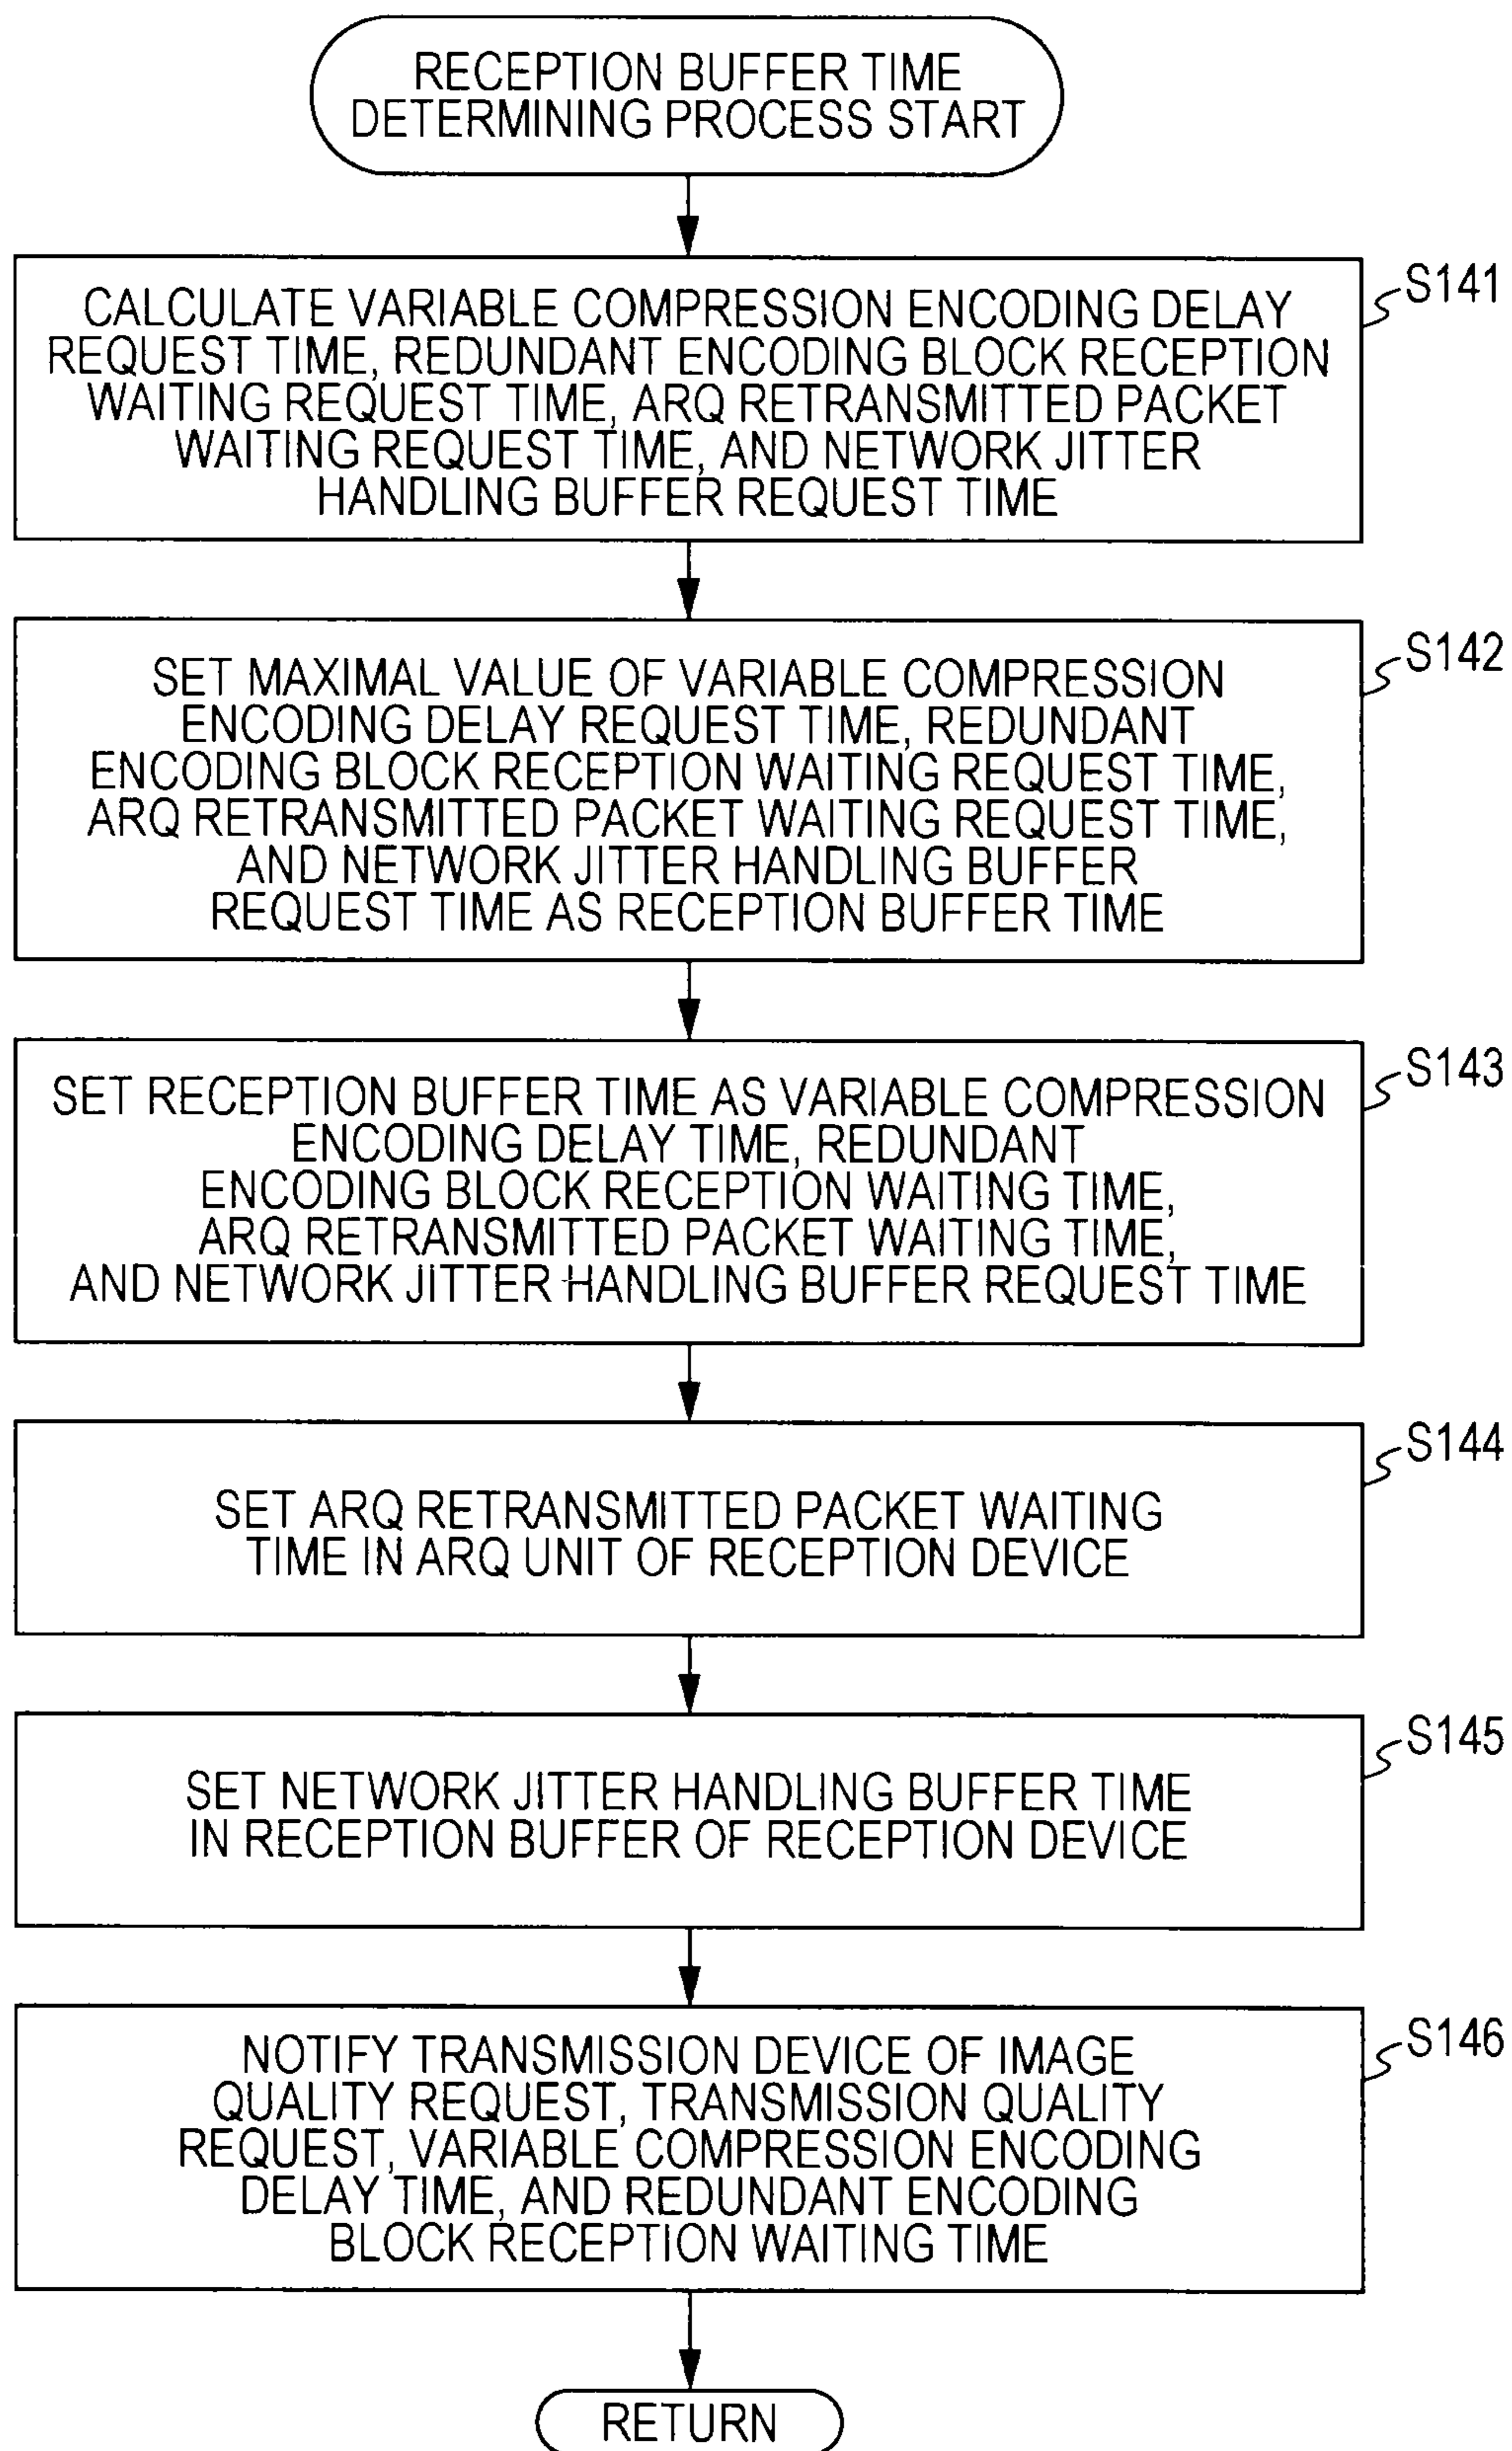 RECEPTION BUFFER TIME
DETERMINING PROCESS START
S141
CALCULATE VARIABLE COMPRESSION ENCODING DELAY
REQUEST TIME, REDUNDANT ENCODING BLOCK RECEPTION
WAITING REQUEST TIME, ARQ RETRANSMITTED PACKET
WAITING REQUEST TIME, AND NETWORK JITTER
HANDLING BUFFER REQUEST TIME
S142
SET MAXIMAL VALUE OF VARIABLE COMPRESSION
ENCODING DELAY REQUEST TIME, REDUNDANT
ENCODING BLOCK RECEPTION WAITING REQUEST TIME,
ARQ RETRANSMITTED PACKET WAITING REQUEST TIME,
AND NETWORK JITTER HANDLING BUFFER
REQUEST TIME AS RECEPTION BUFFER TIME
S143
SET RECEPTION BUFFER TIME AS VARIABLE COMPRESSION
ENCODING DELAY TIME, REDUNDANT
ENCODING BLOCK RECEPTION WAITING TIME,
ARQ RETRANSMITTED PACKET WAITING TIME,
AND NETWORK JITTER HANDLING BUFFER REQUEST TIME
S144
SET ARQ RETRANSMITTED PACKET WAITING
TIME IN ARQ UNIT OF RECEPTION DEVICE
S145
SET NETWORK JITTER HANDLING BUFFER TIME
IN RECEPTION BUFFER OF RECEPTION DEVICE
S146
NOTIFY TRANSMISSION DEVICE OF IMAGE
QUALITY REQUEST, TRANSMISSION QUALITY
REQUEST, VARIABLE COMPRESSION ENCODING
DELAY TIME, AND REDUNDANT ENCODING
BLOCK RECEPTION WAITING TIME
RETURN